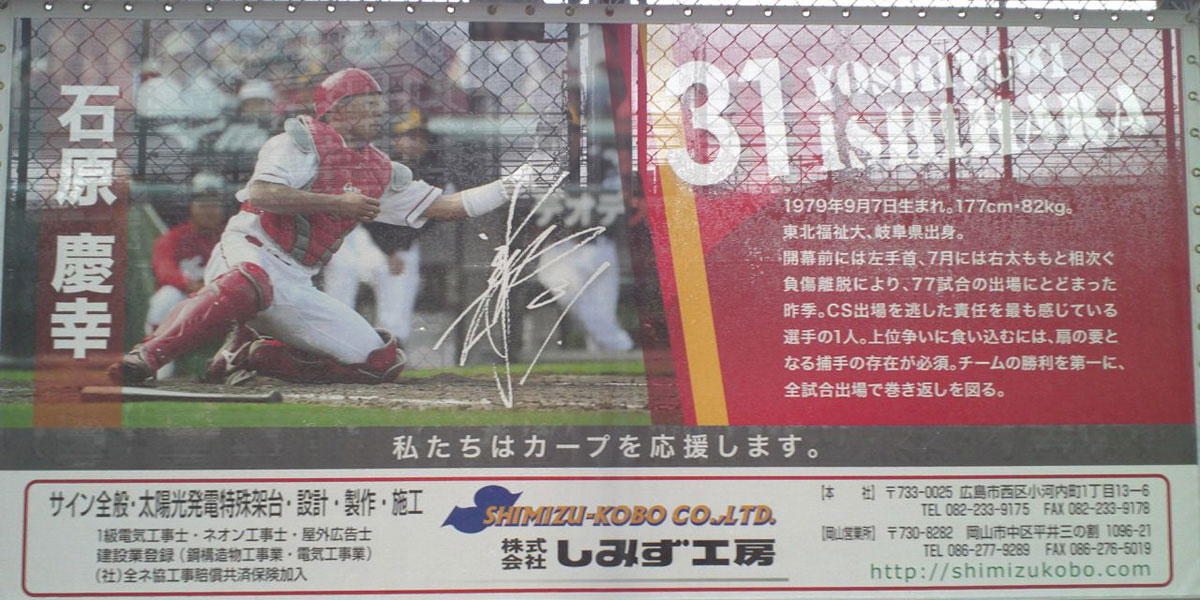 石原 慶幸
31
YOSHIYUKI
ISHIHARA
1979年9月7日生まれ。177cm・82kg。
東北福祉大、岐阜県出身。
開幕前には左手首、7月には右太ももと相次ぐ
負傷離脱により、77試合の出場にとどまった
昨季。CS出場を逃した責任を最も感じている
選手の1人。上位争いに食い込むには、扇の要と
なる捕手の存在が必須。チームの勝利を第一に、
全試合出場で巻き返しを図る。
私たちはカープを応援します。
サイン全般・太陽光発電特殊架台・設計・製作・施工
1級電気工事士・ネオン工事士・屋外広告士
建設業登録（鋼構造物工事業・電気工事業）
(社)全ネ協工事賠償共済保険加入
SHIMIZU-KOBO CO.,LTD.
株式会社 しみず工房
【本 社】 〒733-0025 広島市西区小河内町1丁目13-6
TEL 082-233-9175 FAX 082-233-9178
【岡山営業所】 〒730-8282 岡山市中区平井三の割 1096-21
TEL 086-277-9289 FAX 086-276-5019
http://shimizukobo.com